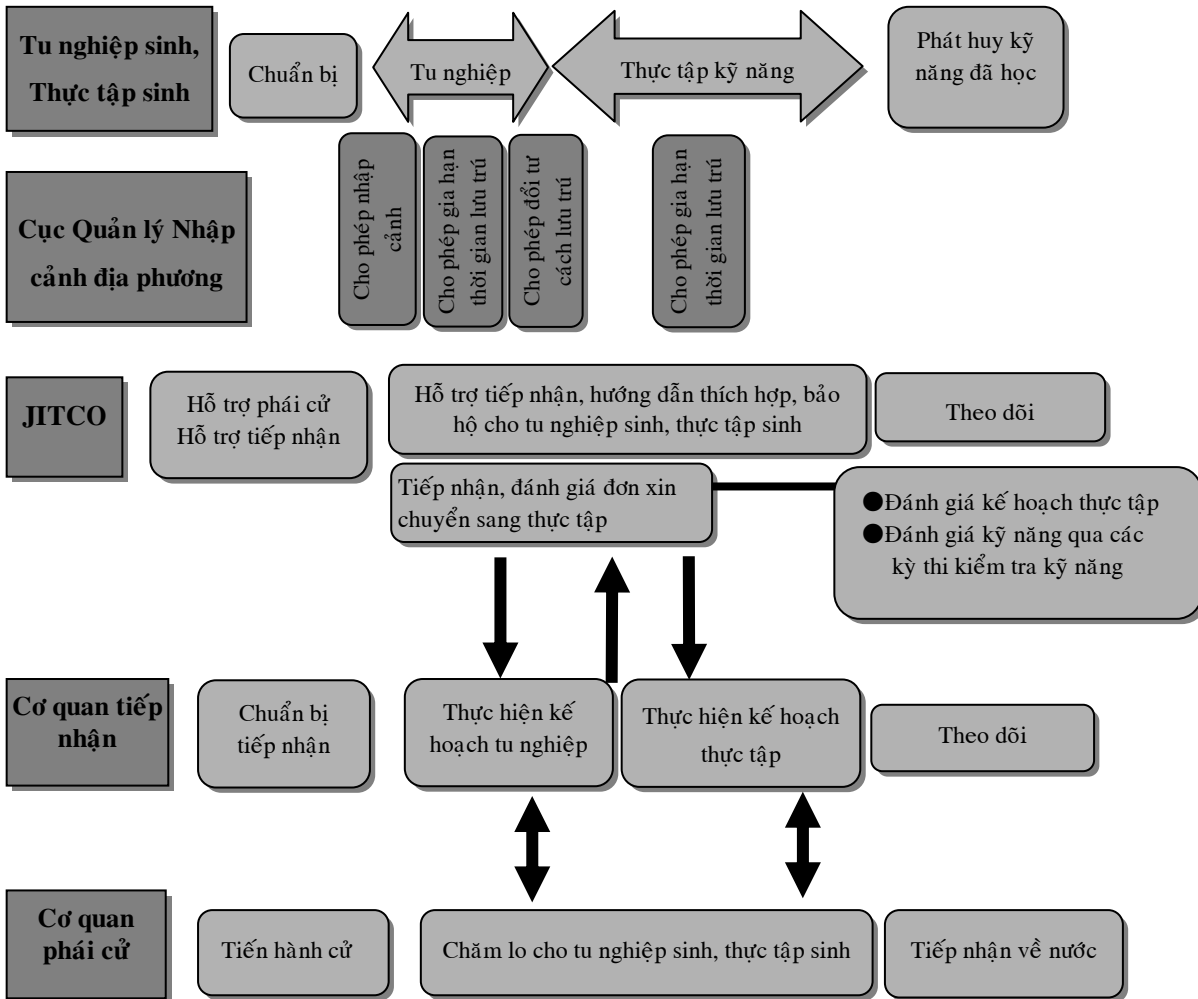 Tu nghiệp sinh,
Thực tập sinh
Chuẩn bị
Tu nghiệp
Thực tập kỹ năng
Phát huy kỹ
năng đã học
Cục Quản lý Nhập
cảnh địa phương
Cho phép nhập
cảnh
Cho phép gia hạn
thời gian lưu trú
Cho phép đổi tư
cách lưu trú
Cho phép gia hạn
thời gian lưu trú
JITCO
Hỗ trợ phái cử
Hỗ trợ tiếp nhận
Hỗ trợ tiếp nhận, hướng dẫn thích hợp, bảo
hộ cho tu nghiệp sinh, thực tập sinh
Theo dõi
Tiếp nhận, đánh giá đơn xin
chuyển sang thực tập
●Đánh giá kế hoạch thực tập
●Đánh giá kỹ năng qua các
kỳ thi kiểm tra kỹ năng
Cơ quan tiếp
nhận
Chuẩn bị
tiếp nhận
Thực hiện kế
hoạch tu nghiệp
Thực hiện kế hoạch
thực tập
Theo dõi
Cơ quan
phái cử
Tiến hành cử
Chăm lo cho tu nghiệp sinh, thực tập sinh
Tiếp nhận về nước